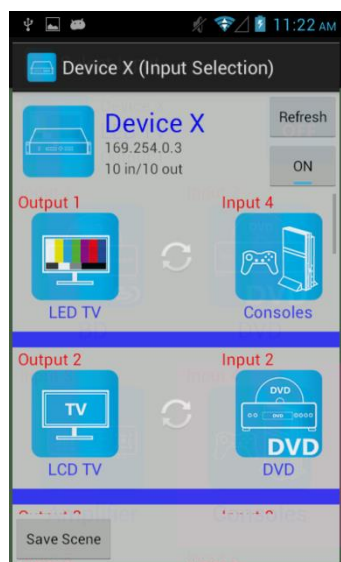 11:22 AM
Device X (Input Selection)
Device X
169.254.0.3
10 in/10 out
Refresh
ON
Output 1
Input 4
LED TV
Consoles
Output 2
Input 2
TV
DVD
DVD
LCD TV
DVD
Save Scene